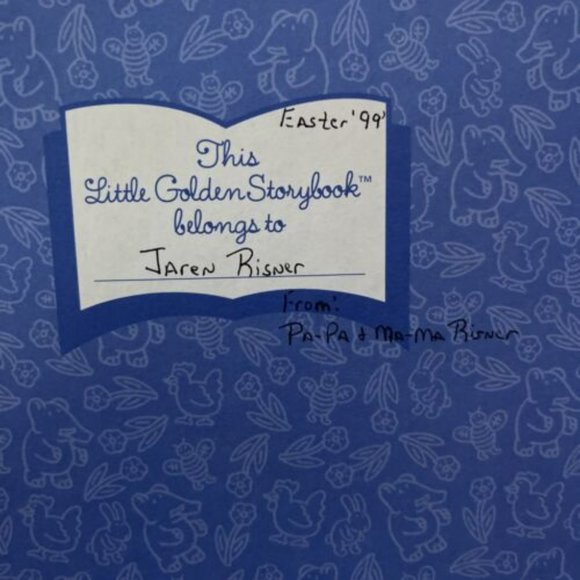 Easter '99'
This
Little Golden Storybook™
belongs to
Jaren Risner
From:
PA-PA + MA-MA Risner